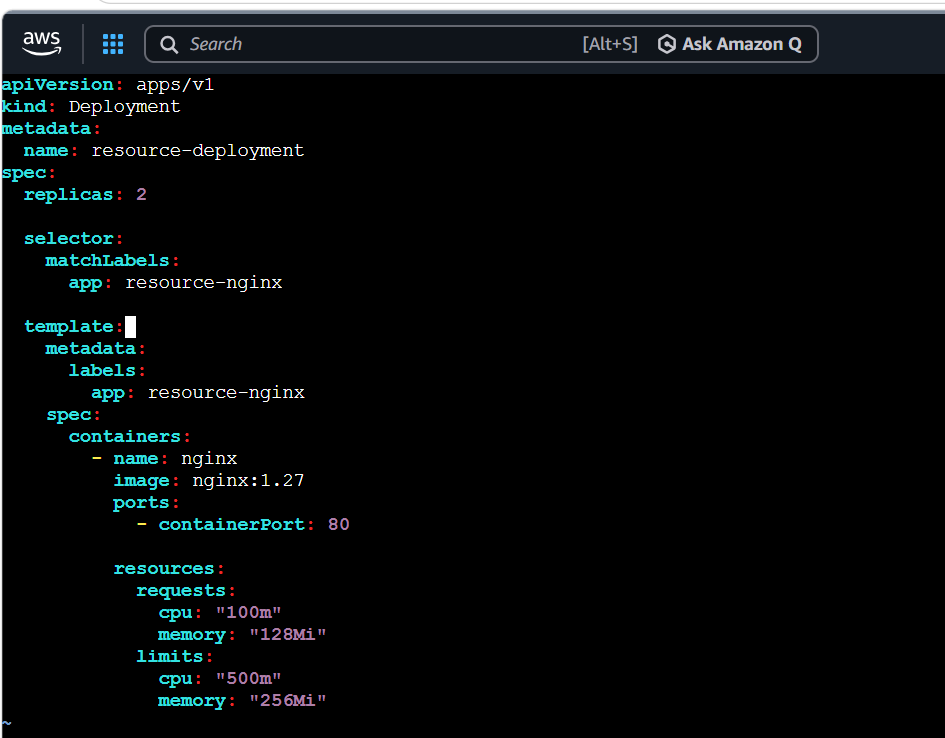 aws
Search [Alt+S] Ask Amazon Q
apiVersion: apps/v1
kind: Deployment
metadata:
  name: resource-deployment
spec:
  replicas: 2

  selector:
    matchLabels:
      app: resource-nginx

  template:
    metadata:
      labels:
        app: resource-nginx
    spec:
      containers:
        - name: nginx
          image: nginx:1.27
          ports:
            - containerPort: 80

          resources:
            requests:
              cpu: "100m"
              memory: "128Mi"
            limits:
              cpu: "500m"
              memory: "256Mi"
~